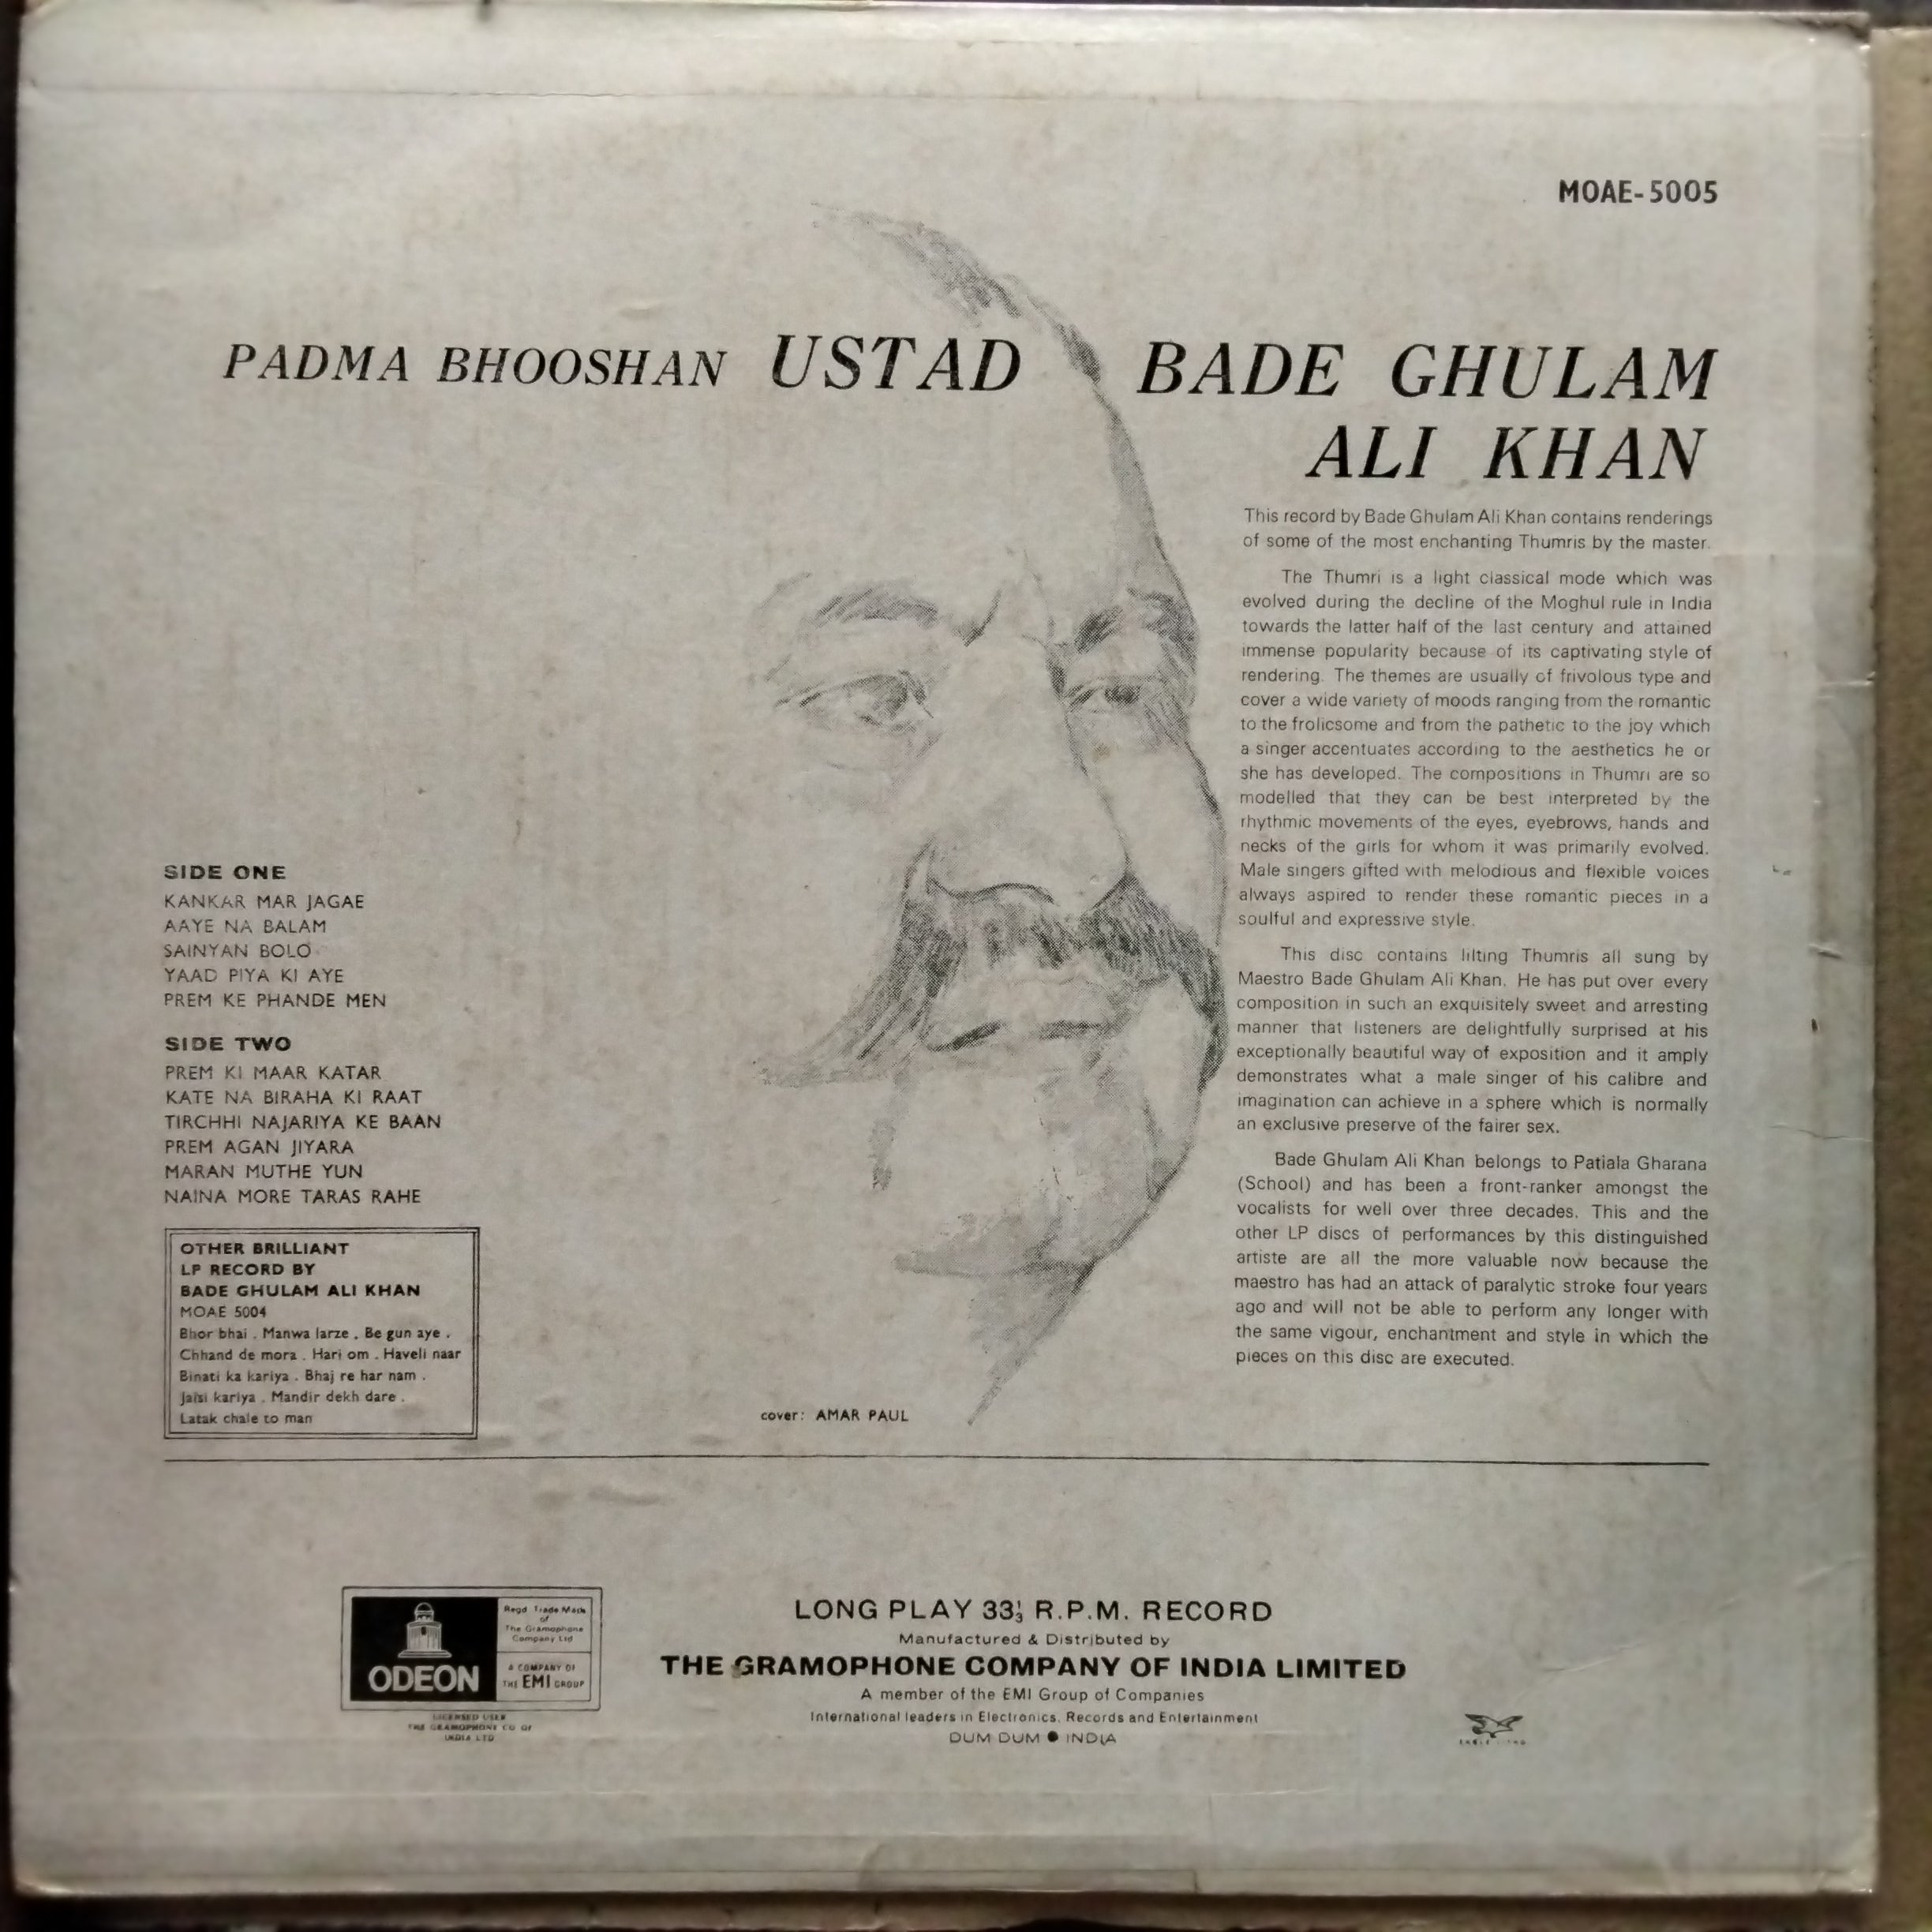 MOAE-5005
PADMA BHOOSHAN USTAD BADE GHULAM
ALI KHAN
This record by Bade Ghulam Ali Khan contains renderings
of some of the most enchanting Thumris by the master.
The Thumri is a light classical mode which was
evolved during the decline of the Moghul rule in India
towards the latter half of the last century and attained
immense popularity because of its captivating style of
rendering. The themes are usually of frivolous type and
cover a wide variety of moods ranging from the romantic
to the frolicsome and from the pathetic to the joy which
a singer accentuates according to the aesthetics he or
she has developed. The compositions in Thumri are so
modelled that they can be best interpreted by the
rhythmic movements of the eyes, eyebrows, hands and
necks of the girls for whom it was primarily evolved.
Male singers gifted with melodious and flexible voices
always aspired to render these romantic pieces in a
soulful and expressive style.
This disc contains lilting Thumris all sung by
Maestro Bade Ghulam Ali Khan. He has put over every
composition in such an exquisitely sweet and arresting
manner that listeners are delightfully surprised at his
exceptionally beautiful way of exposition and it amply
demonstrates what a male singer of his calibre and
imagination can achieve in a sphere which is normally
an exclusive preserve of the fairer sex.
Bade Ghulam Ali Khan belongs to Patiala Gharana
(School) and has been a front-ranker amongst the
vocalists for well over three decades. This and the
other LP discs of performances by this distinguished
artiste are all the more valuable now because the
maestro has had an attack of paralytic stroke four years
ago and will not be able to perform any longer with
the same vigour, enchantment and style in which the
pieces on this disc are executed.
SIDE ONE
KANKAR MAR JAGAE
AAYE NA BALAM
SAINYAN BOLO
YAAD PIYA KI AYE
PREM KE PHANDE MEN
SIDE TWO
PREM KI MAAR KATAR
KATE NA BIRAHA KI RAAT
TIRCHHI NAJARIYA KE BAAN
PREM AGAN JIYARA
MARAN MUTHE YUN
NAINA MORE TARAS RAHE
OTHER BRILLIANT
LP RECORD BY
BADE GHULAM ALI KHAN
MOAE 5004
Bhor bhai . Manwa larze . Be gun aye .
Chhand de mora . Hari om . Haveli naar
Binati ka kariya . Bhaj re har nam .
Jaisi kariya . Mandir dekh dare .
Latak chale to man
cover: AMAR PAUL
ODEON
Regd Trade Mark
of
The Gramophone
Company Ltd
A COMPANY OF
THE EMI GROUP
LICENSED USER
THE GRAMOPHONE CO OF
INDIA LTD
LONG PLAY 33⅓ R.P.M. RECORD
Manufactured & Distributed by
THE GRAMOPHONE COMPANY OF INDIA LIMITED
A member of the EMI Group of Companies
International leaders in Electronics, Records and Entertainment
DUM DUM ● INDIA